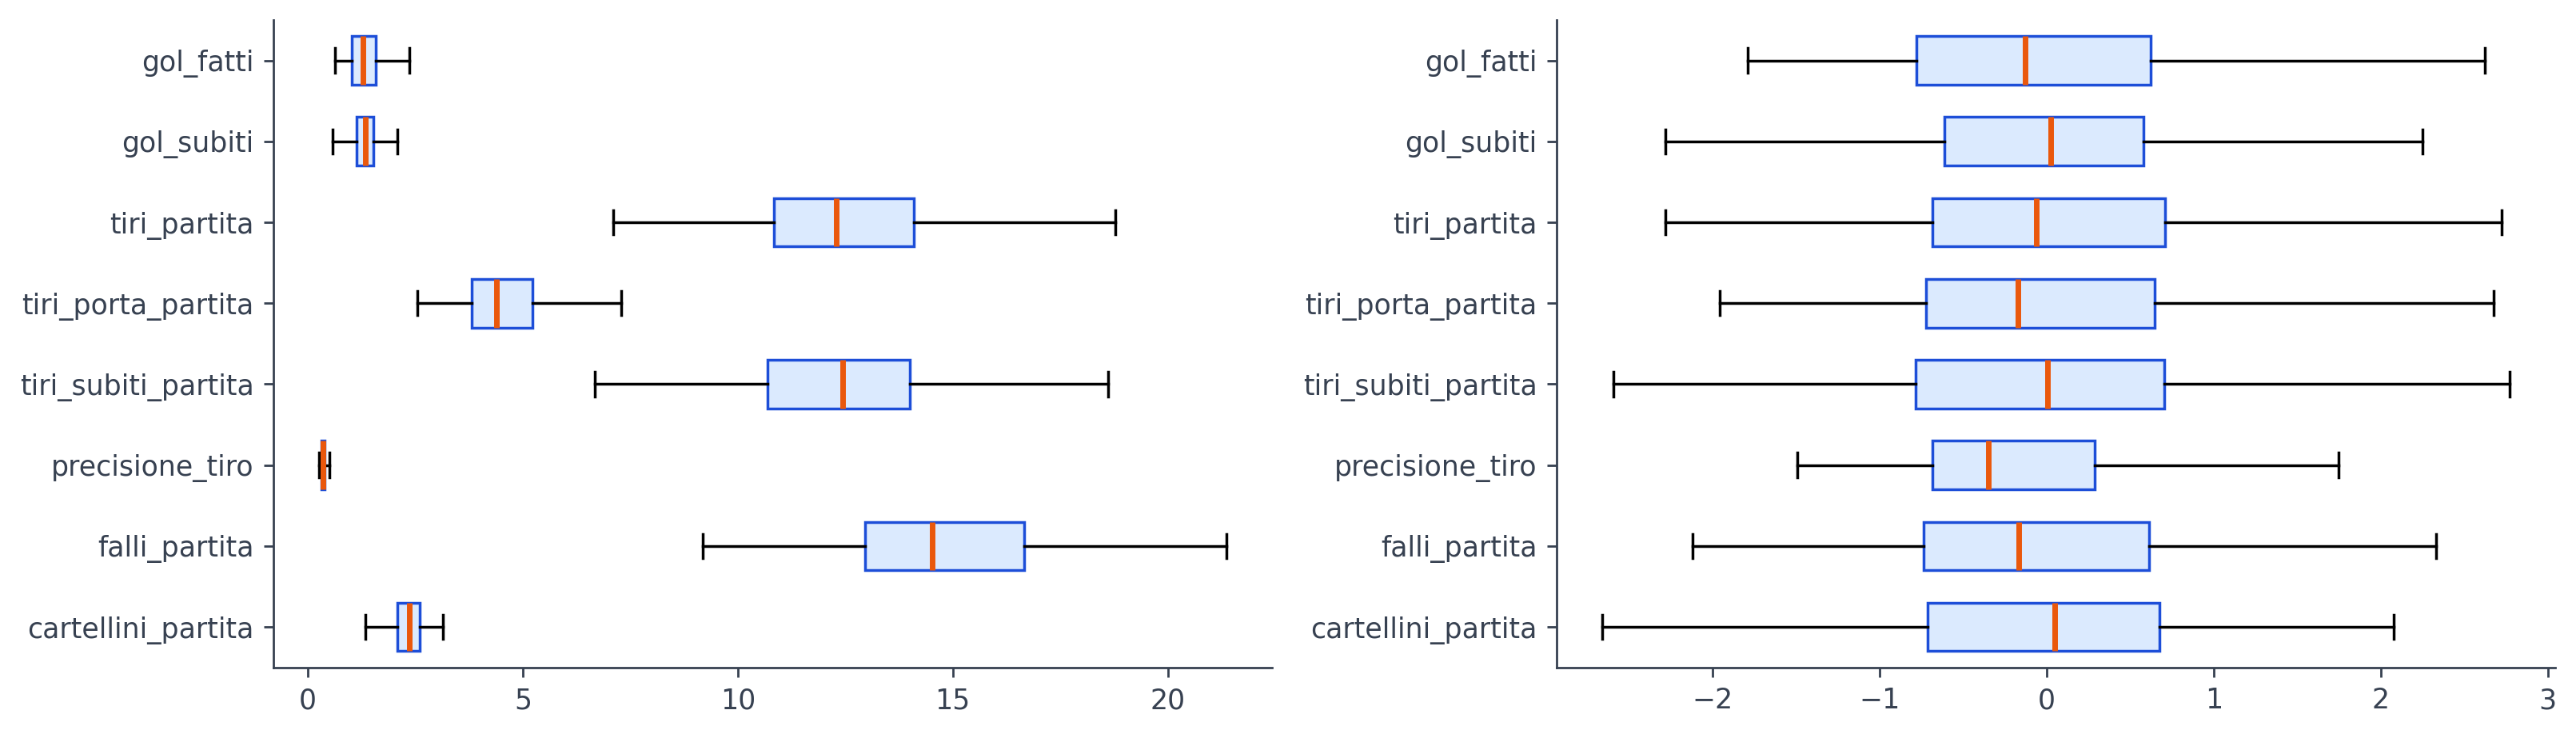 gol_fatti
gol_subiti
tiri_partita
tiri_porta_partita
tiri_subiti_partita
precisione_tiro
falli_partita
cartellini_partita
0 5 10 15 20
gol_fatti
gol_subiti
tiri_partita
tiri_porta_partita
tiri_subiti_partita
precisione_tiro
falli_partita
cartellini_partita
−2 −1 0 1 2 3